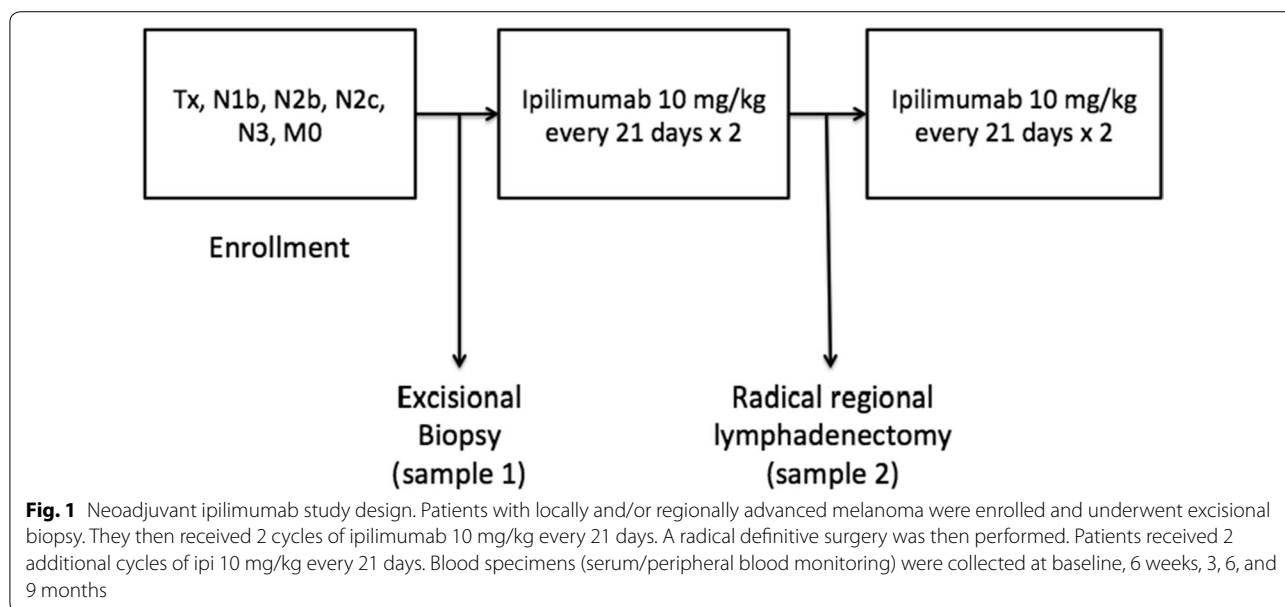 Tx, N1b, N2b, N2c,
N3, M0
Ipilimumab 10 mg/kg
every 21 days x 2
Ipilimumab 10 mg/kg
every 21 days x 2
Enrollment
Excisional
Biopsy
(sample 1)
Radical regional
lymphadenectomy
(sample 2)
Fig. 1 Neoadjuvant ipilimumab study design. Patients with locally and/or regionally advanced melanoma were enrolled and underwent excisional
biopsy. They then received 2 cycles of ipilimumab 10 mg/kg every 21 days. A radical definitive surgery was then performed. Patients received 2
additional cycles of ipi 10 mg/kg every 21 days. Blood specimens (serum/peripheral blood monitoring) were collected at baseline, 6 weeks, 3, 6, and
9 months